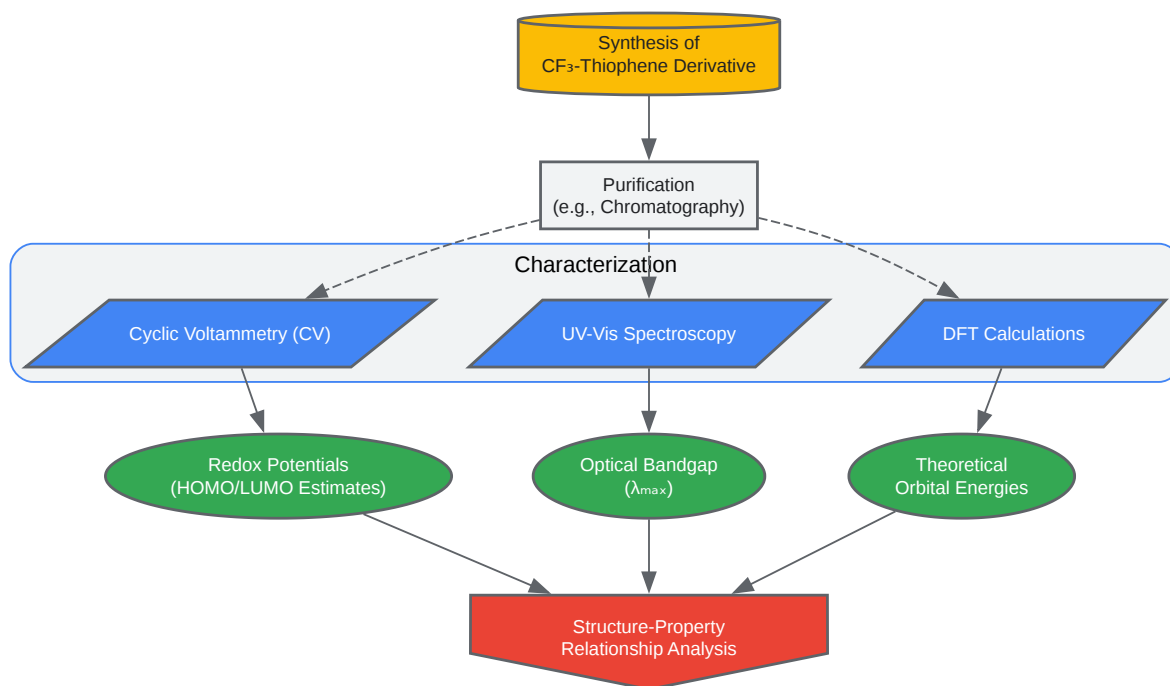 Synthesis of
CF₃-Thiophene Derivative
Purification
(e.g., Chromatography)
Characterization
Cyclic Voltammetry (CV)
UV-Vis Spectroscopy
DFT Calculations
Redox Potentials
(HOMO/LUMO Estimates)
Optical Bandgap
(λₘₐₓ)
Theoretical
Orbital Energies
Structure-Property
Relationship Analysis